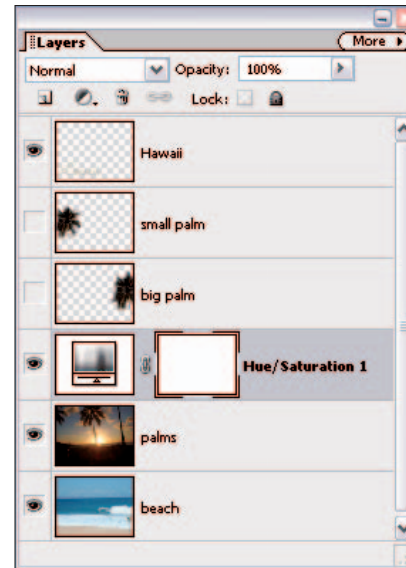 Layers
More
Normal Opacity: 100%
Lock:
Hawaii
small palm
big palm
Hue/Saturation 1
palms
beach